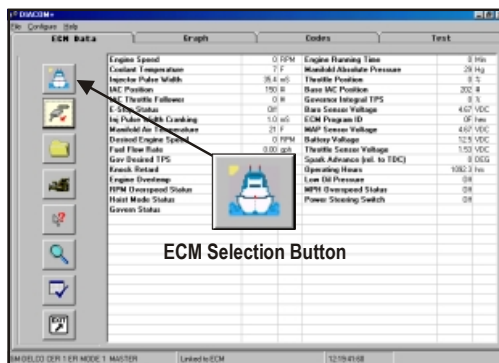 DIACOM+
File Configure Help
ECM Data Graph Codes Test
Engine Speed 0 RPM Engine Running Time 0 Min
Coolant Temperature 7 F Manifold Absolute Pressure 29 Hg
Injector Pulse Width 35.4 mS Throttle Position 0 %
IAC Position 150 # Base IAC Position 202 #
IAC Throttle Follower 0 # Governor Integral TPS 0 %
E-Stop Status Off Baro Sensor Voltage 4.67 VDC
Inj Pulse Width Cranking 1.0 mS ECM Program ID 0F hex
Manifold Air Temperature 21 F MAP Sensor Voltage 4.67 VDC
Desired Engine Speed 0 RPM Battery Voltage 12.5 VDC
Fuel Flow Rate 0.00 gph Throttle Sensor Voltage 1.53 VDC
Gov Desired TPS Spark Advance (rel. to TDC) 0 DEG
Knock Retard Operating Hours 1092.3 hrs
Engine Overtemp Low Oil Pressure Off
RPM Overspeed Status MPH Overspeed Status Off
Hoist Mode Status Power Steering Switch Off
Govern Status
ECM Selection Button
EXIT
MASTER Linked to ECM